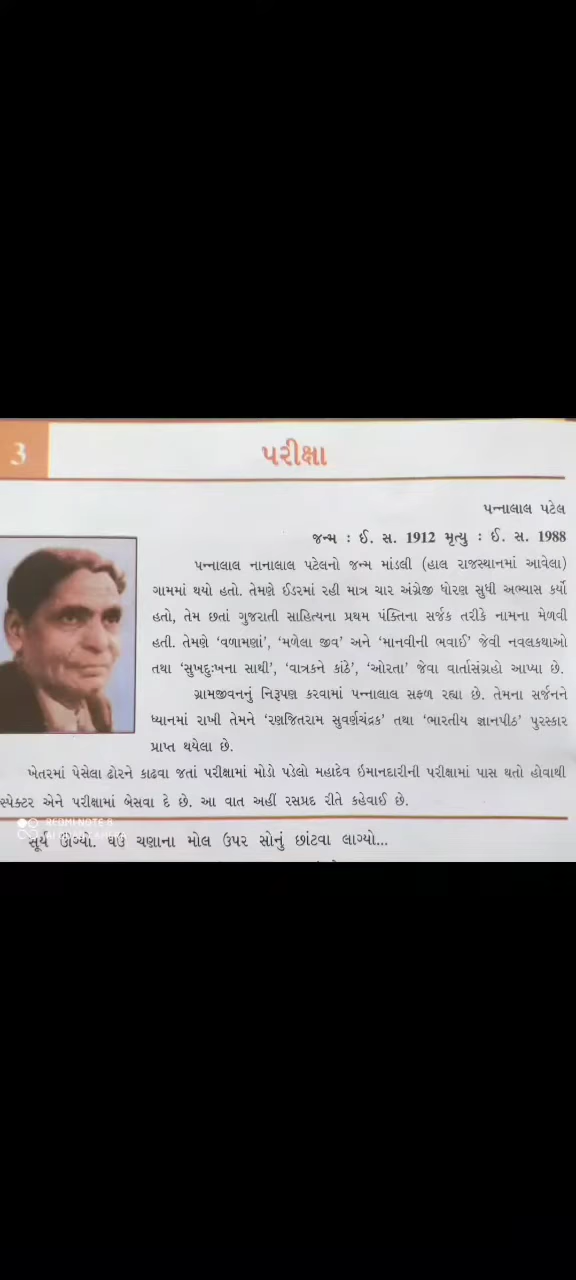 3
પરીક્ષા
પન્નાલાલ પટેલ
જન્મ : ઈ. સ. 1912 મૃત્યુ : ઈ. સ. 1988
પન્નાલાલ નાનાલાલ પટેલનો જન્મ માંડલી (હાલ રાજસ્થાનમાં આવેલા)
ગામમાં થયો હતો. તેમણે ઈડરમાં રહી માત્ર ચાર અંગ્રેજી ધોરણ સુધી અભ્યાસ કર્યો
હતો, તેમ છતાં ગુજરાતી સાહિત્યના પ્રથમ પંક્તિના સર્જક તરીકે નામના મેળવી
હતી. તેમણે ‘વળામણાં’, ‘મળેલા જીવ’ અને ‘માનવીની ભવાઈ’ જેવી નવલકથાઓ
તથા ‘સુખદુઃખના સાથી’, ‘વાત્રકને કાંઠે’, ‘ઓરતા’ જેવા વાર્તાસંગ્રહો આપ્યા છે.
ગ્રામજીવનનું નિરૂપણ કરવામાં પન્નાલાલ સફળ રહ્યા છે. તેમના સર્જનને
ધ્યાનમાં રાખી તેમને ‘રણજિતરામ સુવર્ણચંદ્રક’ તથા ‘ભારતીય જ્ઞાનપીઠ’ પુરસ્કાર
પ્રાપ્ત થયેલા છે.
ખેતરમાં પેસેલા ઢોરને કાઢવા જતાં પરીક્ષામાં મોડો પડેલો મહાદેવ ઈમાનદારીની પરીક્ષામાં પાસ થતો હોવાથી
સ્પેક્ટર એને પરીક્ષામાં બેસવા દે છે. આ વાત અહીં રસપ્રદ રીતે કહેવાઈ છે.
REDMI NOTE 8
સૂર્ય ઊગ્યો. ઘઉં ચણાના મોલ ઉપર સોનું છાંટવા લાગ્યો...